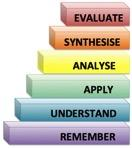 EVALUATE
SYNTHESISE
ANALYSE
APPLY
UNDERSTAND
REMEMBER